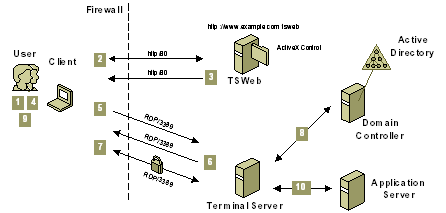 Firewall
http://www.example.com tsweb
User
Client
2
http/80
ActiveX Control
Active
Directory
http/80
3
TSWeb
1 4
9
5
RDP/3389
7
6
RDP/3389
8
Domain
Controller
RDP/3389
Terminal Server
10
Application
Server